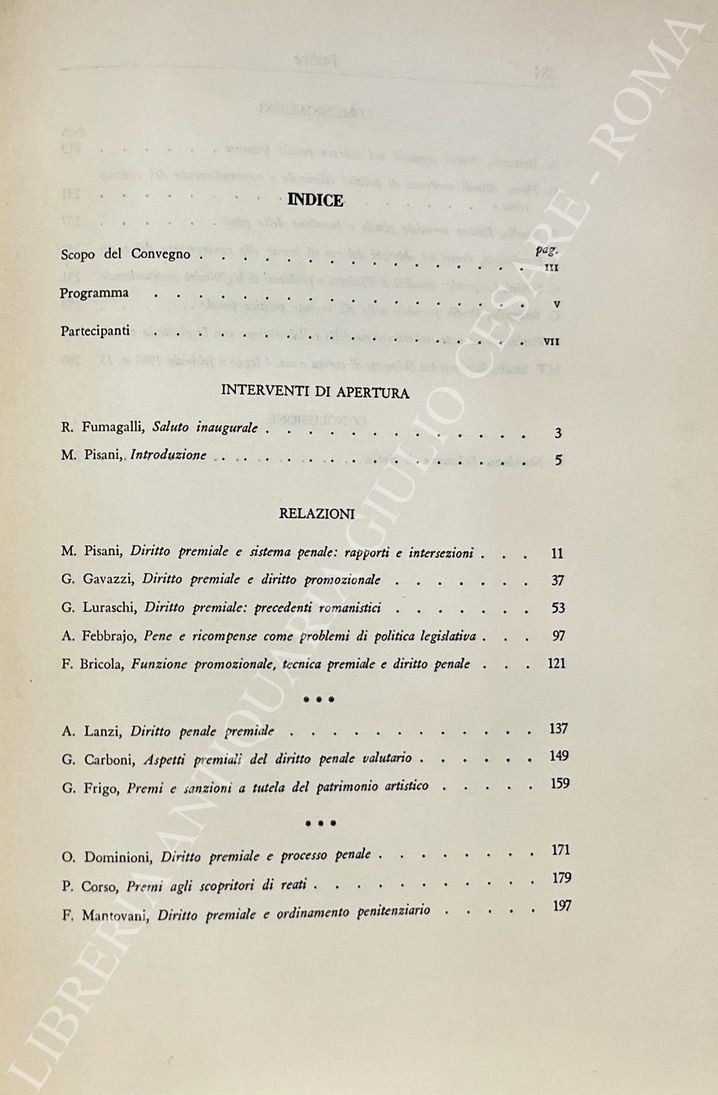 INDICE
pag.
Scopo del Convegno . . . . . . . . . . . . . . . . III
Programma . . . . . . . . . . . . . . . . . . V
Partecipanti . . . . . . . . . . . . . . . . . . VII
INTERVENTI DI APERTURA
R. Fumagalli, Saluto inaugurale . . . . . . . . . . . . . 3
M. Pisani, Introduzione . . . . . . . . . . . . . . . 5
RELAZIONI
M. Pisani, Diritto premiale e sistema penale: rapporti e intersezioni . . . 11
G. Gavazzi, Diritto premiale e diritto promozionale . . . . . . . 37
G. Luraschi, Diritto premiale: precedenti romanistici . . . . . . . 53
A. Febbrajo, Pene e ricompense come problemi di politica legislativa . . . 97
F. Bricola, Funzione promozionale, tecnica premiale e diritto penale . . . 121
* * *
A. Lanzi, Diritto penale premiale . . . . . . . . . . . . 137
G. Carboni, Aspetti premiali del diritto penale valutario . . . . . . 149
G. Frigo, Premi e sanzioni a tutela del patrimonio artistico . . . . . 159
* * *
O. Dominioni, Diritto premiale e processo penale . . . . . . . . 171
P. Corso, Premi agli scopritori di reati . . . . . . . . . . . 179
F. Mantovani, Diritto premiale e ordinamento penitenziario . . . . . 197
LIBRERIA ANTIQUARIA GIULIO CESARE - ROMA